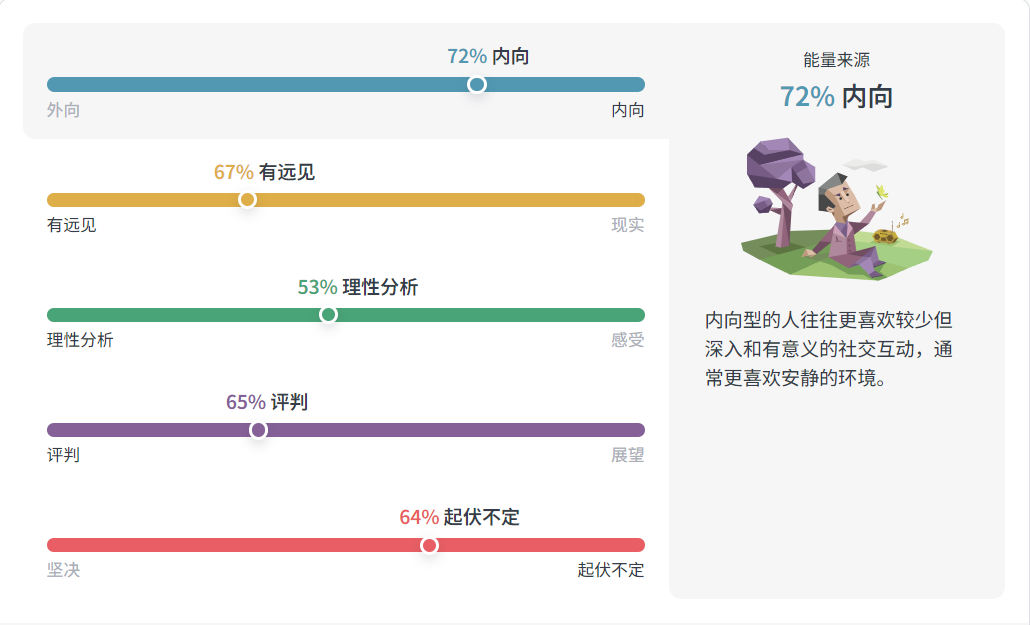 72% 内向
外向
内向
67% 有远见
有远见
现实
53% 理性分析
理性分析
感受
65% 评判
评判
展望
64% 起伏不定
坚决
起伏不定
能量来源
72% 内向
内向型的人往往更喜欢较少但
深入和有意义的社交互动，通
常更喜欢安静的环境。